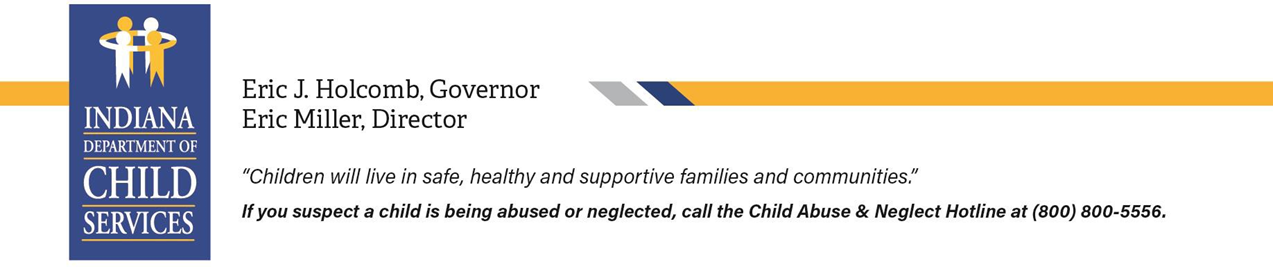 INDIANA
DEPARTMENT OF
CHILD
SERVICES
Eric J. Holcomb, Governor
Eric Miller, Director
“Children will live in safe, healthy and supportive families and communities.”
If you suspect a child is being abused or neglected, call the Child Abuse & Neglect Hotline at (800) 800-5556.